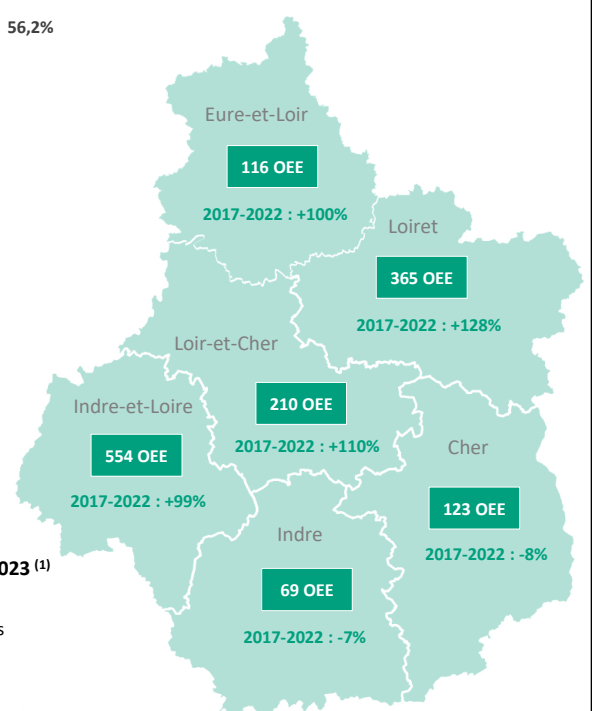 56,2%
Eure-et-Loir
116 OEE
2017-2022 : +100%
Loiret
365 OEE
2017-2022 : +128%
Loir-et-Cher
210 OEE
2017-2022 : +110%
Indre-et-Loire
554 OEE
2017-2022 : +99%
Cher
123 OEE
2017-2022 : -8%
Indre
69 OEE
2017-2022 : -7%
023 (1)
s